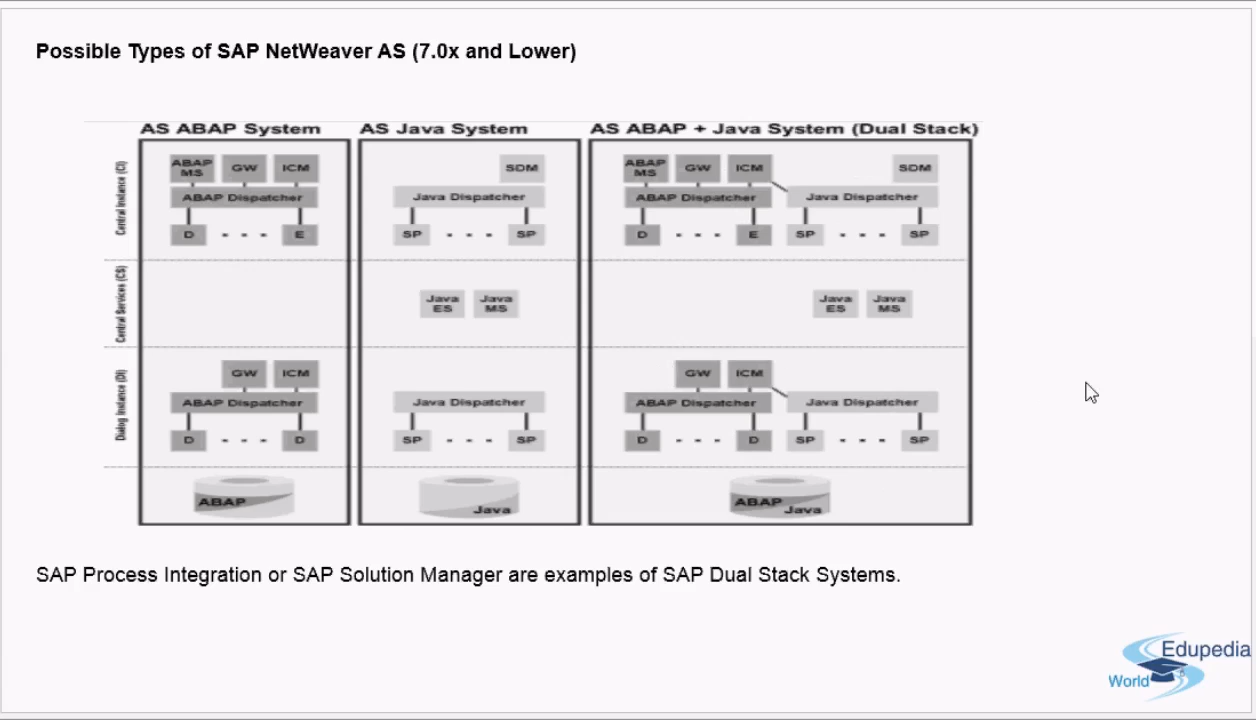 Possible Types of SAP NetWeaver AS (7.0x and Lower)
AS ABAP System
AS Java System
AS ABAP + Java System (Dual Stack)
Central Instance (CI)
ABAP
MS
GW
ICM
ABAP Dispatcher
D
E
SDM
Java Dispatcher
SP
SP
ABAP
MS
GW
ICM
SDM
ABAP Dispatcher
Java Dispatcher
D
E
SP
SP
Central Services (CS)
Java
ES
Java
MS
Java
ES
Java
MS
Dialog Instance (DI)
GW
ICM
ABAP Dispatcher
D
D
Java Dispatcher
SP
SP
GW
ICM
ABAP Dispatcher
Java Dispatcher
D
D
SP
SP
ABAP
Java
ABAP
Java
SAP Process Integration or SAP Solution Manager are examples of SAP Dual Stack Systems.
Edupedia
World